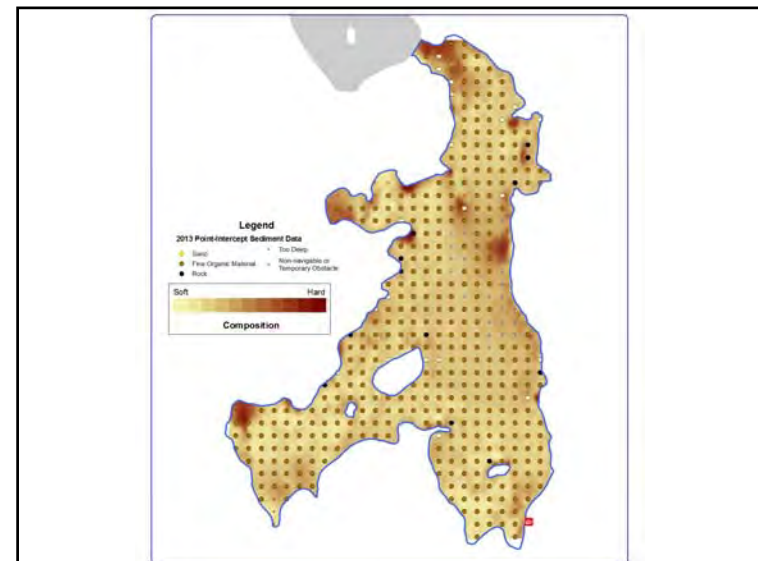 Legend
2013 Point-Intercept Sediment Data
Sand
Fine Organic Material
Rock
Too Deep
Non-navigable or
Temporary Obstacle
Soft Hard
Composition